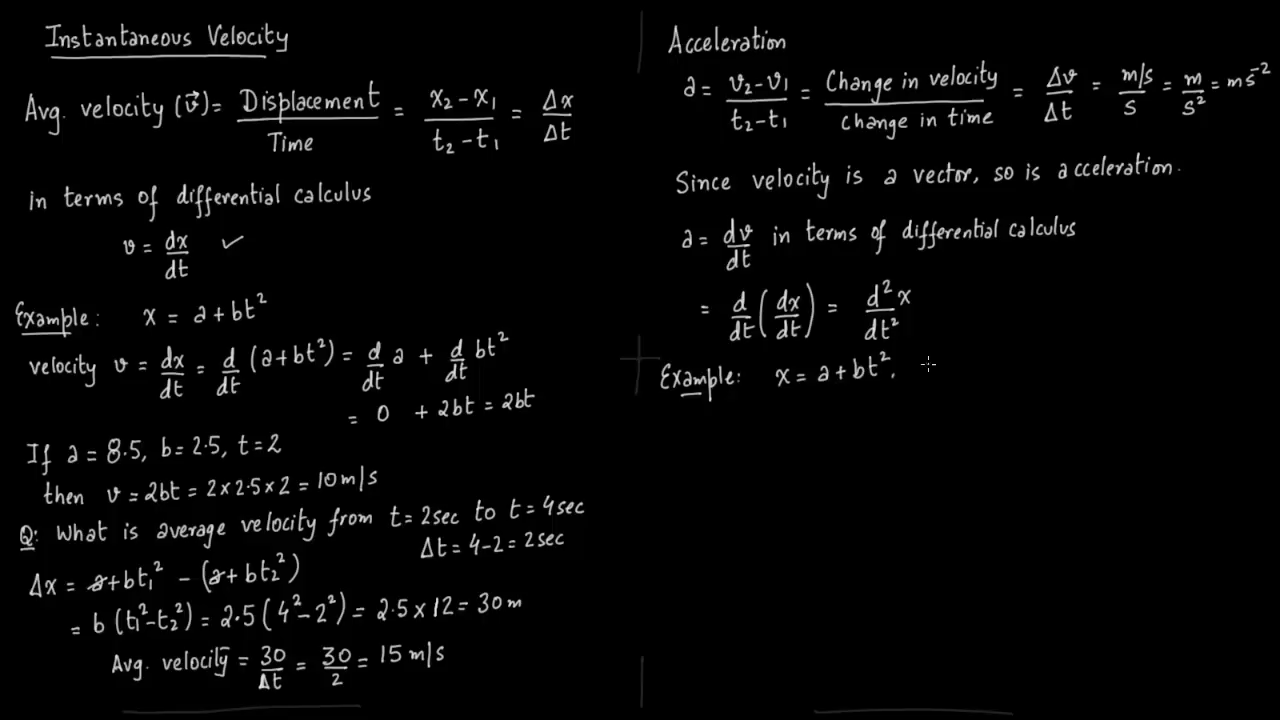 Instantaneous Velocity
Avg. velocity (v⃗) = Displacement/Time = (x₂ - x₁)/(t₂ - t₁) = Δx/Δt
in terms of differential calculus
v = dx/dt ✓
Example: x = a + bt²
velocity v = dx/dt = d/dt (a + bt²) = d/dt a + d/dt bt²
= 0 + 2bt = 2bt
If a = 8.5, b = 2.5, t = 2
then v = 2bt = 2 × 2.5 × 2 = 10 m/s
Q: What is average velocity from t = 2sec to t = 4sec
Δt = 4 - 2 = 2 sec
Δx = a + bt₁² - (a + bt₂²)
= b (t₁² - t₂²) = 2.5 (4² - 2²) = 2.5 × 12 = 30 m
Avg. velocity = 30/Δt = 30/2 = 15 m/s
Acceleration
a = (v₂ - v₁)/(t₂ - t₁) = Change in velocity/change in time = Δv/Δt = m/s/s = m/s² = ms⁻²
Since velocity is a vector, so is acceleration.
a = dv/dt in terms of differential calculus
= d/dt (dx/dt) = d²x/dt²
Example: x = a + bt².